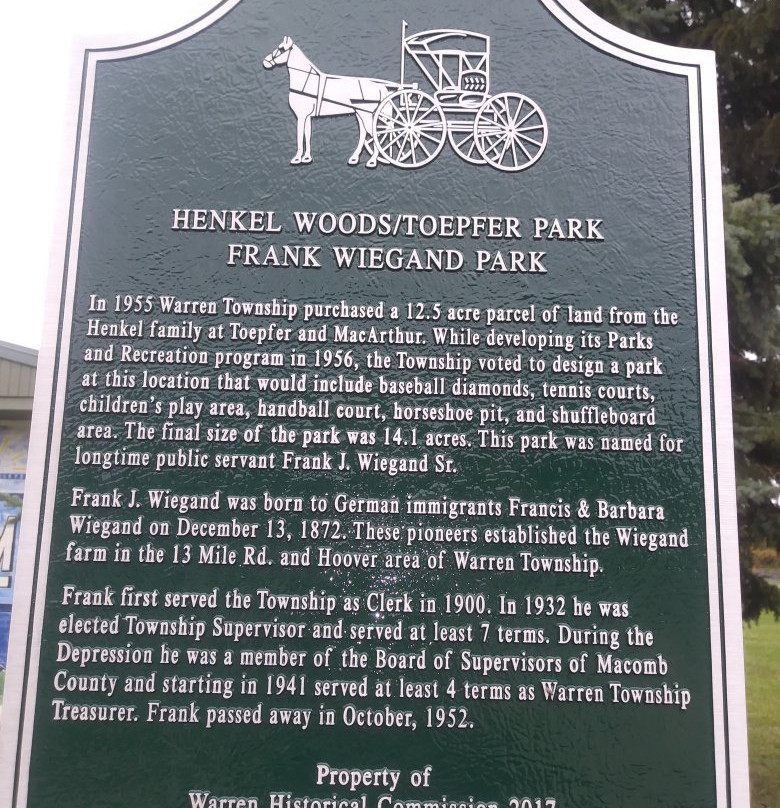 HENKEL WOODS/TOEPFER PARK
FRANK WIEGAND PARK
In 1955 Warren Township purchased a 12.5 acre parcel of land from the
Henkel family at Toepfer and MacArthur. While developing its Parks
and Recreation program in 1956, the Township voted to design a park
at this location that would include baseball diamonds, tennis courts,
children's play area, handball court, horseshoe pit, and shuffleboard
area. The final size of the park was 14.1 acres. This park was named for
longtime public servant Frank J. Wiegand Sr.
Frank J. Wiegand was born to German immigrants Francis & Barbara
Wiegand on December 13, 1872. These pioneers established the Wiegand
farm in the 13 Mile Rd. and Hoover area of Warren Township.
Frank first served the Township as Clerk in 1900. In 1932 he was
elected Township Supervisor and served at least 7 terms. During the
Depression he was a member of the Board of Supervisors of Macomb
County and starting in 1941 served at least 4 terms as Warren Township
Treasurer. Frank passed away in October, 1952.
Property of
Warren Historical Commission 2017